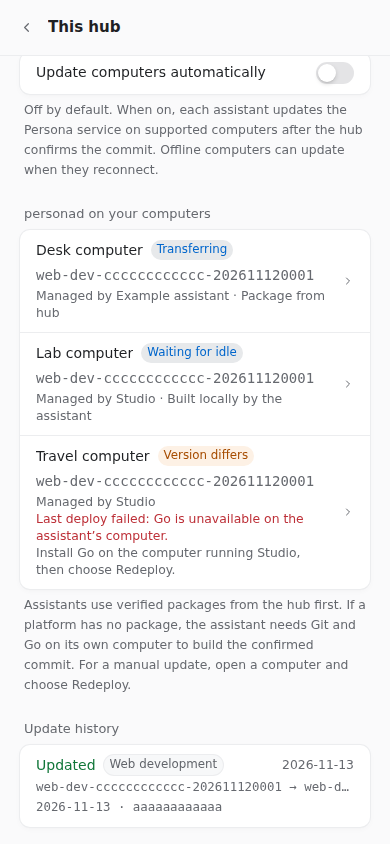 This hub
Update computers automatically
Off by default. When on, each assistant updates the
Persona service on supported computers after the hub
confirms the commit. Offline computers can update
when they reconnect.
personad on your computers
Desk computer Transferring
web-dev-cccccccccccc-202611120001
Managed by Example assistant · Package from
hub
Lab computer Waiting for idle
web-dev-cccccccccccc-202611120001
Managed by Studio · Built locally by the
assistant
Travel computer Version differs
web-dev-cccccccccccc-202611120001
Managed by Studio
Last deploy failed: Go is unavailable on the
assistant’s computer.
Install Go on the computer running Studio,
then choose Redeploy.
Assistants use verified packages from the hub first. If a
platform has no package, the assistant needs Git and
Go on its own computer to build the confirmed
commit. For a manual update, open a computer and
choose Redeploy.
Update history
Updated Web development 2026-11-13
web-dev-cccccccccccc-202611120001 → web-d…
2026-11-13 · aaaaaaaaaaaa